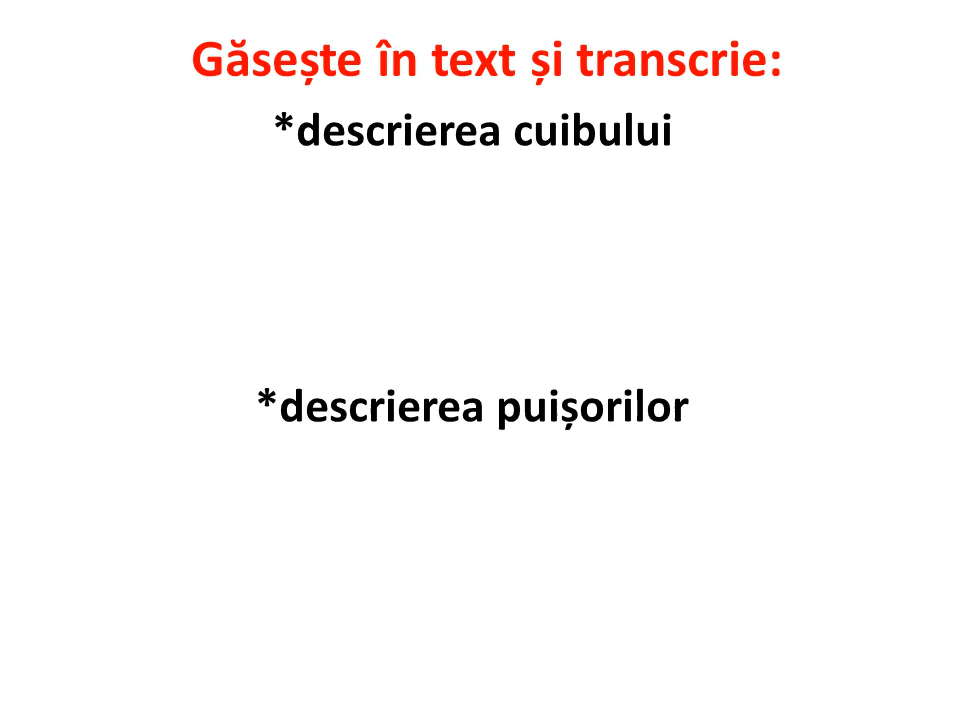 Găsește în text și transcrie:
*descrierea cuibului
*descrierea puișorilor